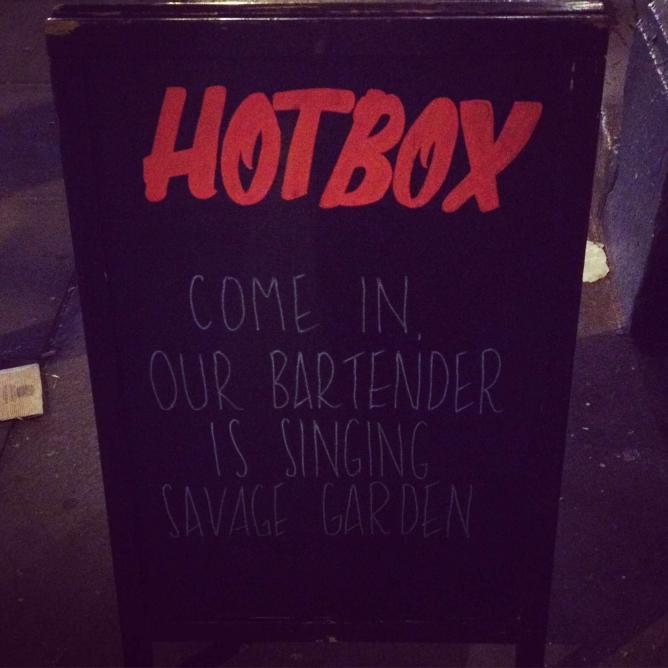 HOTBOX
COME IN,
OUR BARTENDER
IS SINGING
SAVAGE GARDEN